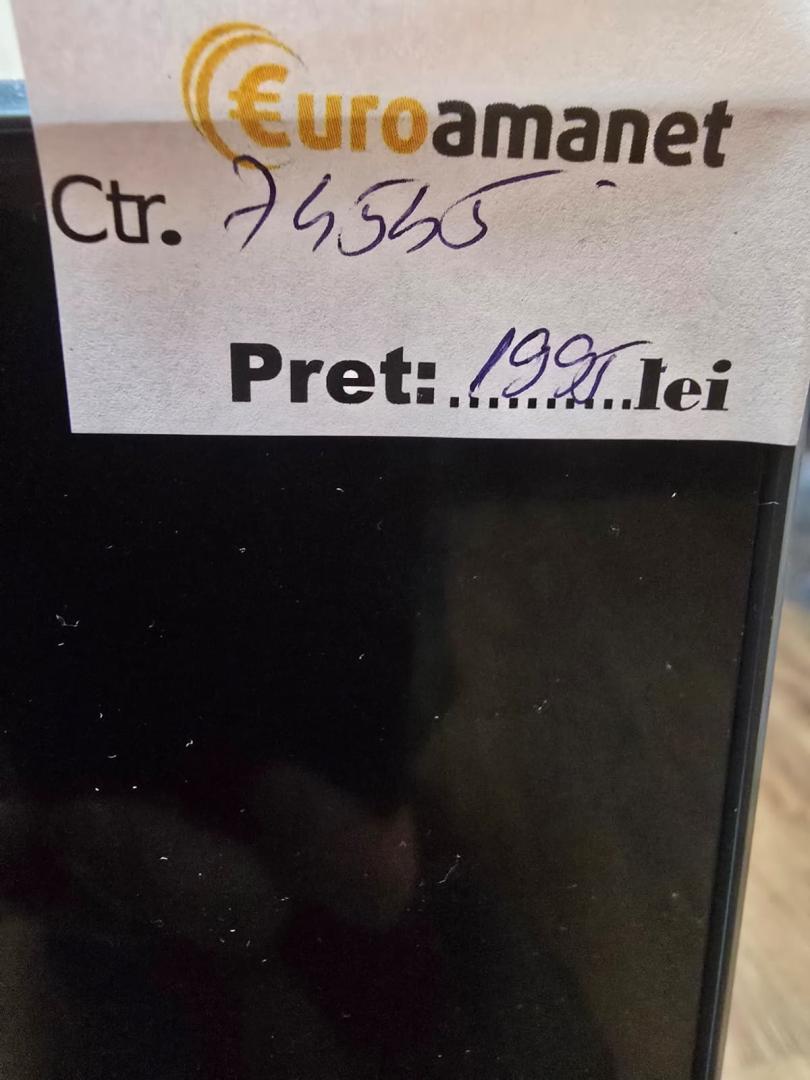 €uroamanet
Ctr. 74545
Pret: 1995 lei